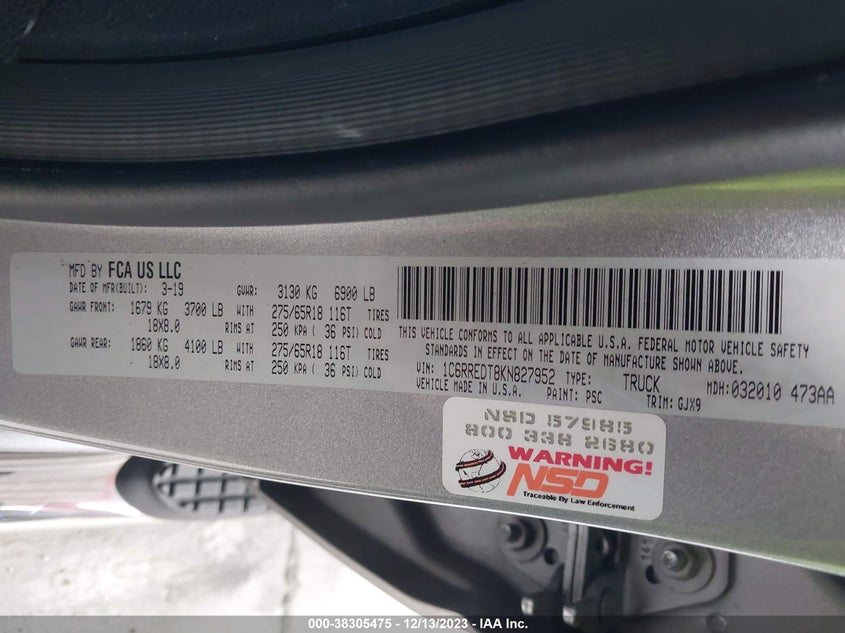 MFD BY FCA US LLC
DATE OF MFR(BUILT): 3-19 GVWR: 3130 KG 6900 LB
GAWR FRONT: 1679 KG 3700 LB WITH 275/65R18 116T TIRES
18X8.0 RIMS AT 250 KPA ( 36 PSI) COLD
GAWR REAR: 1860 KG 4100 LB WITH 275/65R18 116T TIRES
18X8.0 RIMS AT 250 KPA ( 36 PSI) COLD
THIS VEHICLE CONFORMS TO ALL APPLICABLE U.S.A. FEDERAL MOTOR VEHICLE SAFETY
STANDARDS IN EFFECT ON THE DATE OF MANUFACTURE SHOWN ABOVE.
VIN: 1C6RREDT8KN827952 TYPE: TRUCK MDH:032010 473AA
VEHICLE MADE IN U.S.A. PAINT: PSC TRIM: GJX9
NSD 57985
800 338 2680
WARNING!
NSD
Traceable By Law Enforcement
000-38305475 - 12/13/2023 - IAA Inc.